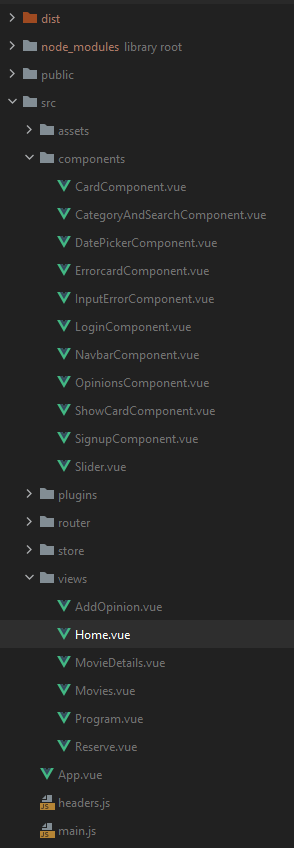 dist
node_modules library root
public
src
assets
components
CardComponent.vue
CategoryAndSearchComponent.vue
DatePickerComponent.vue
ErrorcardComponent.vue
InputErrorComponent.vue
LoginComponent.vue
NavbarComponent.vue
OpinionsComponent.vue
ShowCardComponent.vue
SignupComponent.vue
Slider.vue
plugins
router
store
views
AddOpinion.vue
Home.vue
MovieDetails.vue
Movies.vue
Program.vue
Reserve.vue
App.vue
JS headers.js
JS main.js